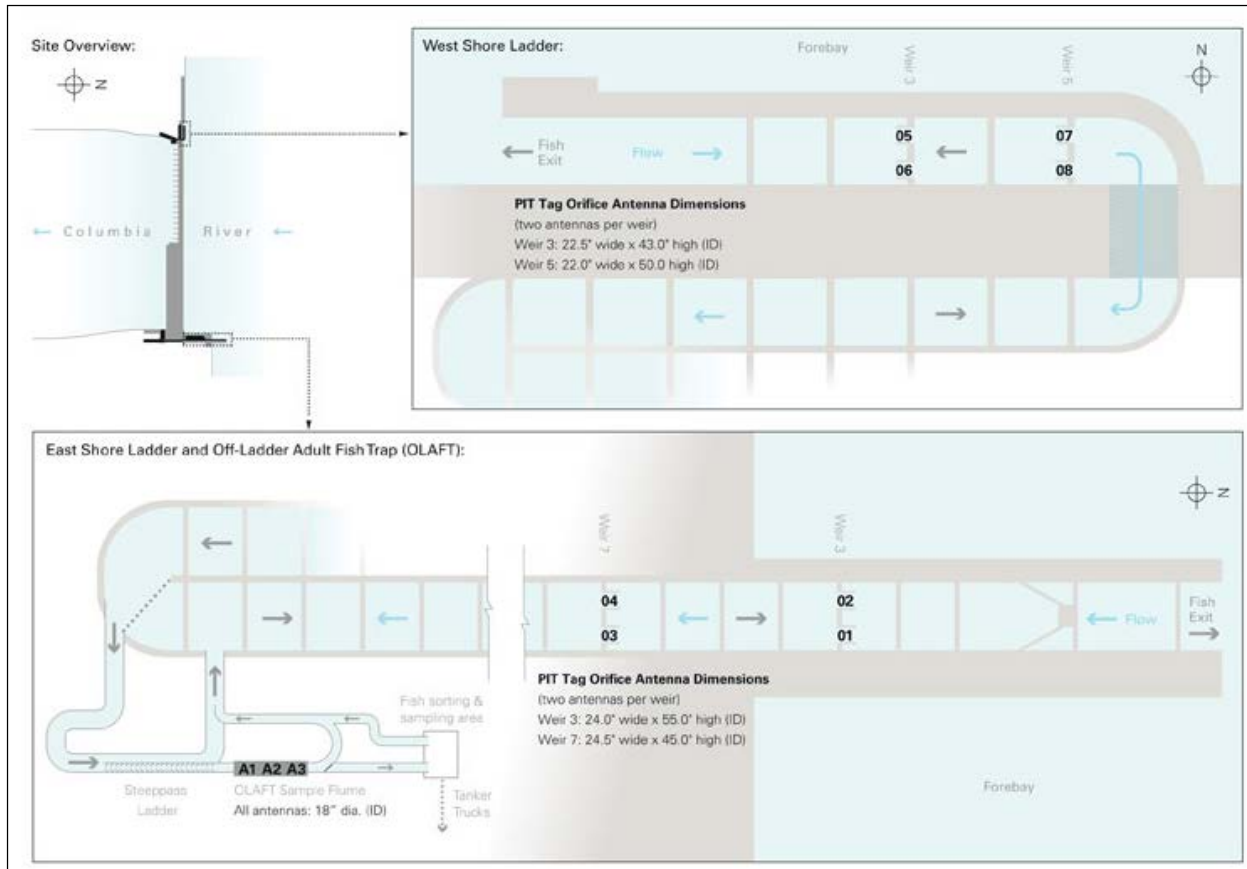 Site Overview:
N
Columbia River
West Shore Ladder:
Forebay
Weir 3
Weir 5
N
Fish
Exit
Flow
05
06
07
08
PIT Tag Orifice Antenna Dimensions
(two antennas per weir)
Weir 3: 22.5" wide x 43.0" high (ID)
Weir 5: 22.0" wide x 50.0 high (ID)
East Shore Ladder and Off-Ladder Adult Fish Trap (OLAFT):
N
Weir 7
Weir 3
04
03
02
01
Flow
Fish
Exit
PIT Tag Orifice Antenna Dimensions
(two antennas per weir)
Weir 3: 24.0" wide x 55.0" high (ID)
Weir 7: 24.5" wide x 45.0" high (ID)
Fish sorting &
sampling area
A1 A2 A3
Steeppass
Ladder
OLAFT Sample Flume
All antennas: 18" dia. (ID)
Tanker
Trucks
Forebay